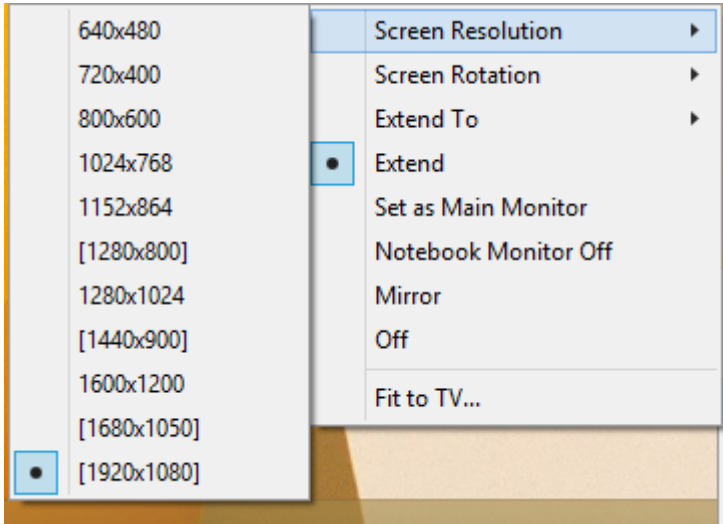 640x480
720x400
800x600
1024x768
1152x864
[1280x800]
1280x1024
[1440x900]
1600x1200
[1680x1050]
[1920x1080]
Screen Resolution
Screen Rotation
Extend To
Extend
Set as Main Monitor
Notebook Monitor Off
Mirror
Off
Fit to TV...